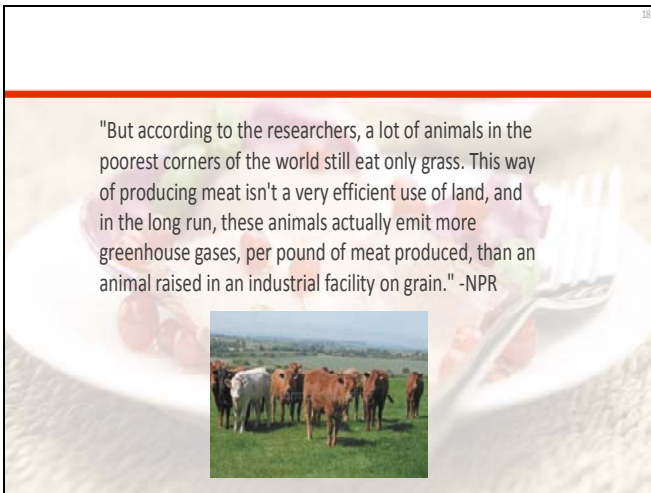 18
"But according to the researchers, a lot of animals in the
poorest corners of the world still eat only grass. This way
of producing meat isn't a very efficient use of land, and
in the long run, these animals actually emit more
greenhouse gases, per pound of meat produced, than an
animal raised in an industrial facility on grain." -NPR